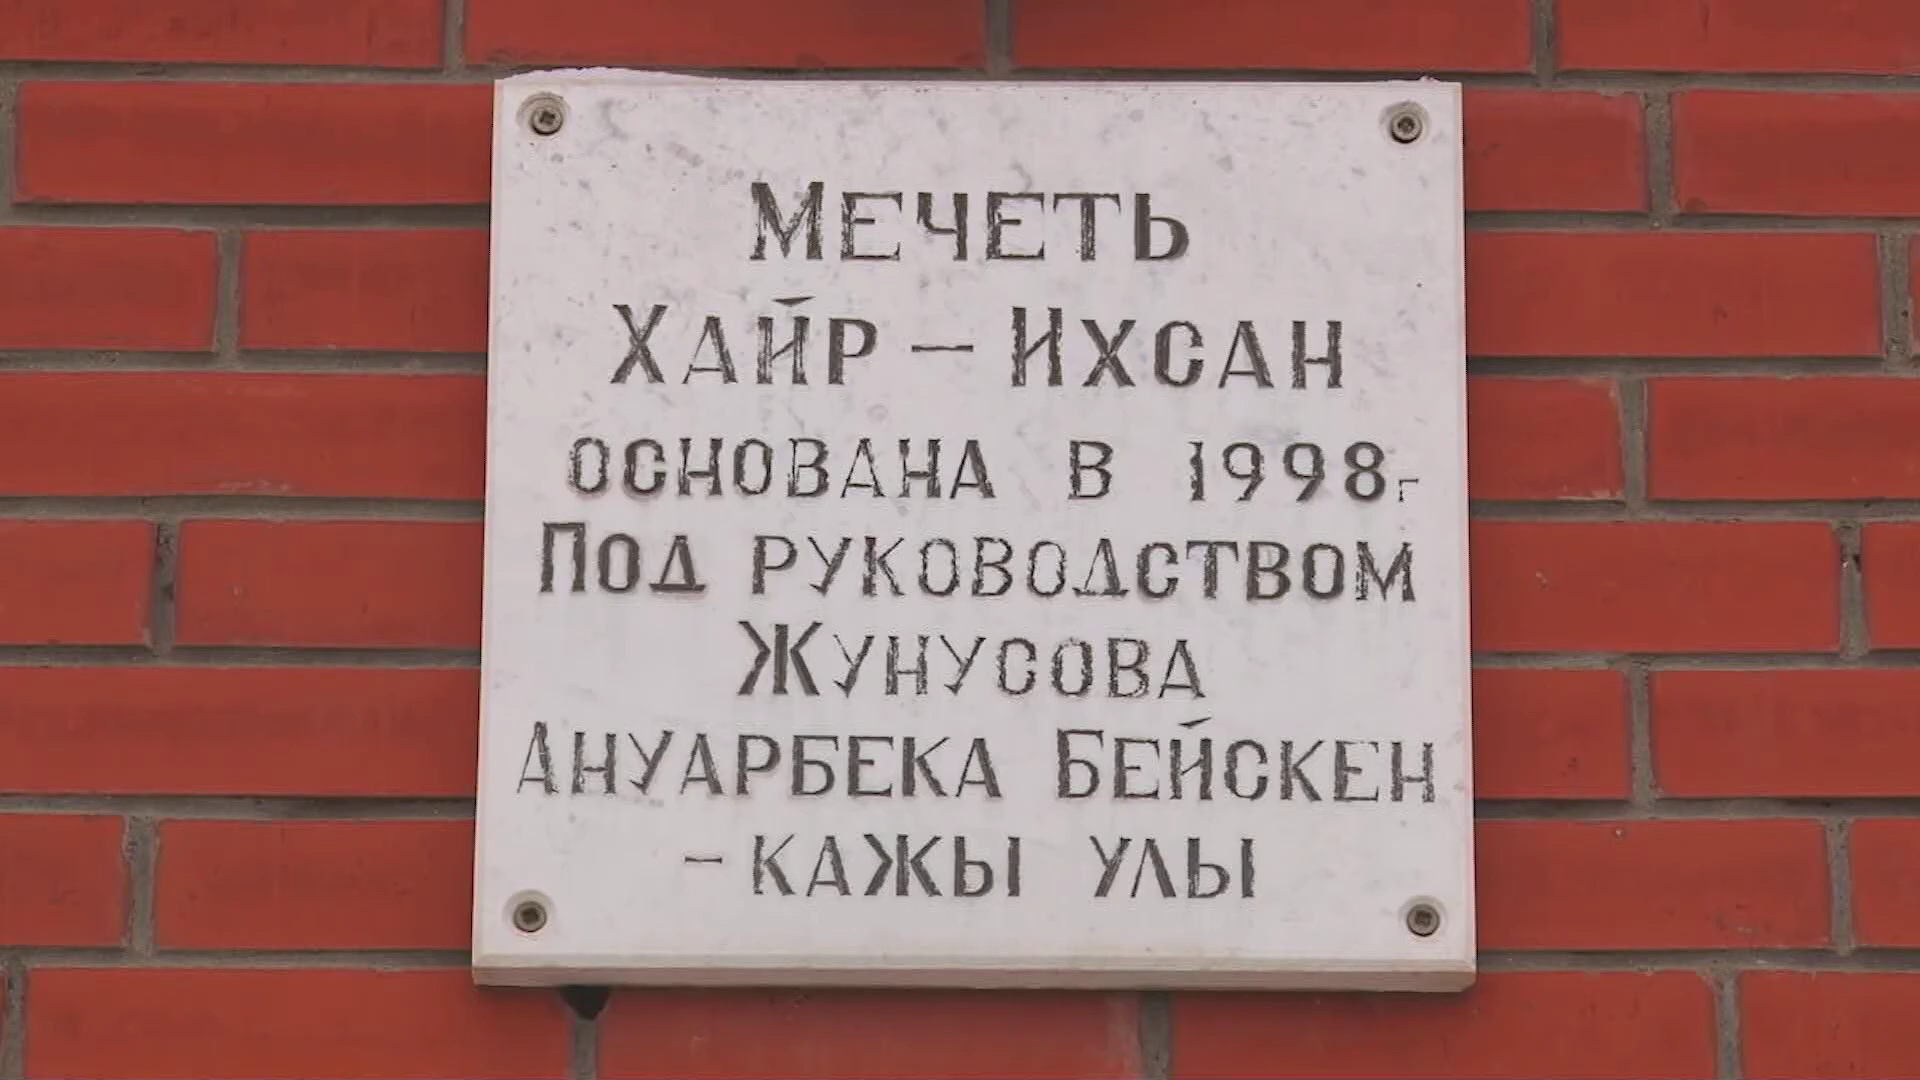 МЕЧЕТЬ
ХАЙР – ИХСАН
ОСНОВАНА В 1998г
ПОД РУКОВОДСТВОМ
ЖУНУСОВА
АНУАРБЕКА БЕЙСКЕН
- КАЖЫ УЛЫ